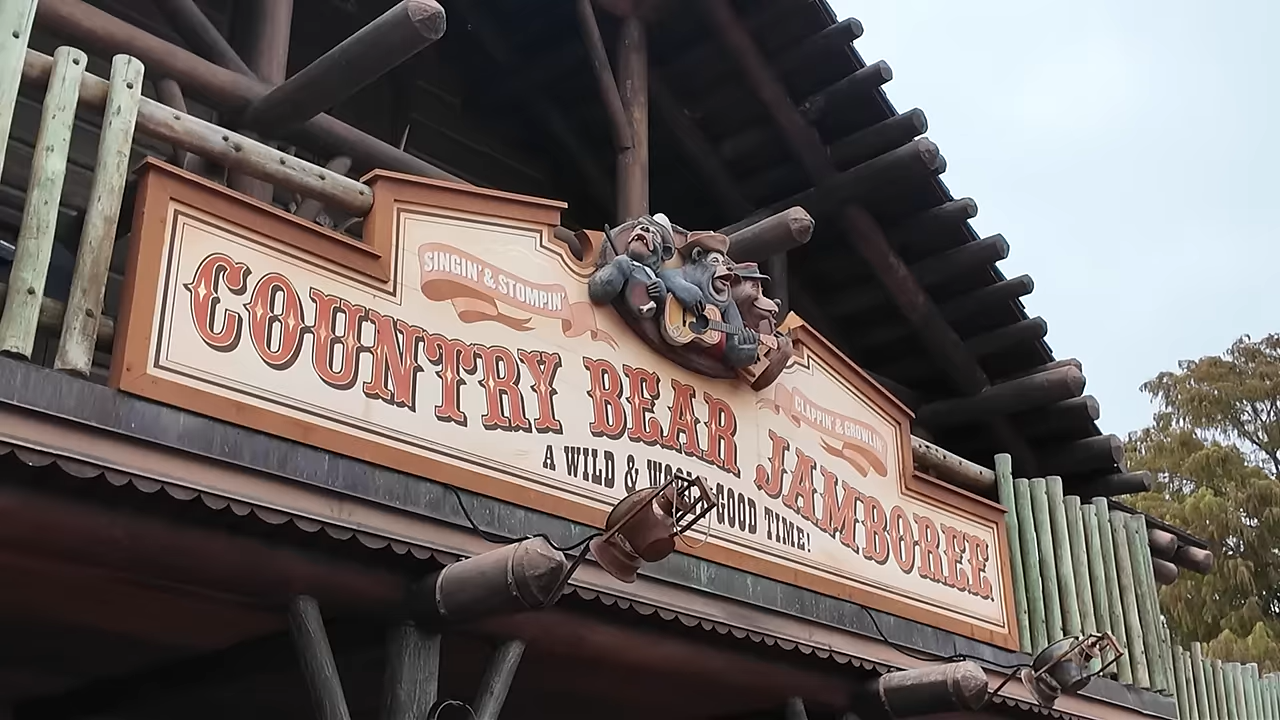 SINGIN' & STOMPIN'
CLAPPIN' & GROWLIN'
COUNTRY BEAR JAMBOREE
A WILD & GOOD TIME!